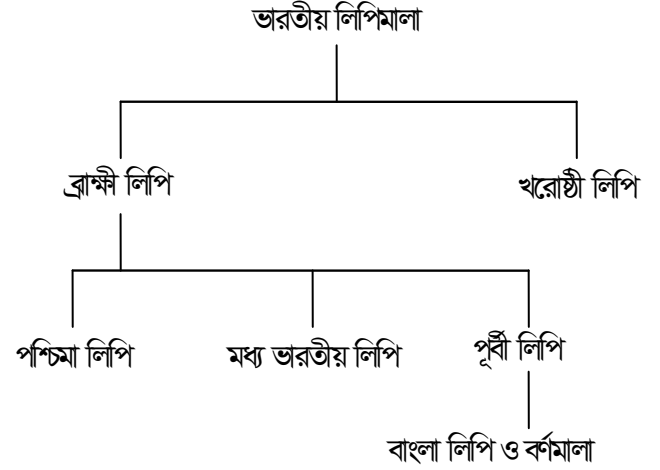 ভারতীয় লিপিমালা
ব্রাক্ষী লিপি
খরোষ্ঠী লিপি
পশ্চিমা লিপি
মধ্য ভারতীয় লিপি
পূর্বী লিপি
বাংলা লিপি ও বর্ণমালা